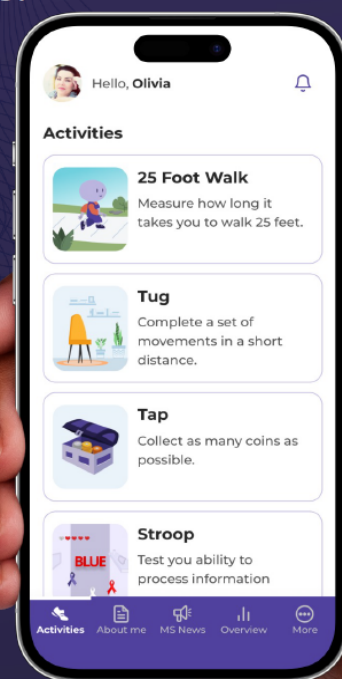 Hello, Olivia
Activities
25 Foot Walk
Measure how long it
takes you to walk 25 feet.
Tug
Complete a set of
movements in a short
distance.
Tap
Collect as many coins as
possible.
Stroop
BLUE
Test you ability to
process information
Activities About me MS News Overview More